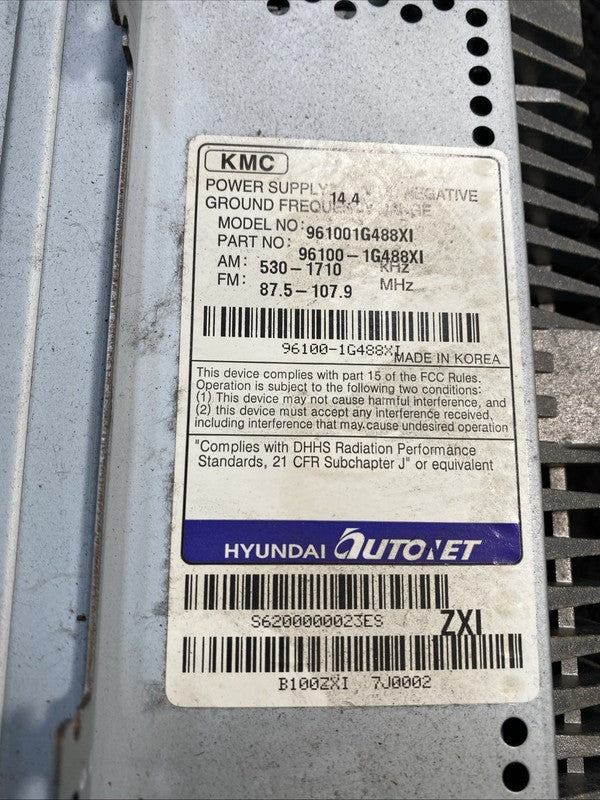 KMC
POWER SUPPLY: 14.4 NEGATIVE
GROUND FREQUENCY RANGE
MODEL NO: 961001G488XI
PART NO: 96100-1G488XI
AM: 530-1710 KHz
FM: 87.5-107.9 MHz
96100-1G488XI
MADE IN KOREA
This device complies with part 15 of the FCC Rules.
Operation is subject to the following two conditions:
(1) This device may not cause harmful interference, and
(2) this device must accept any interference received,
including interference that may cause undesired operation
"Complies with DHHS Radiation Performance
Standards, 21 CFR Subchapter J" or equivalent
HYUNDAI AUTONET
S6200000023ES
ZXI
B100ZXI 7J0002